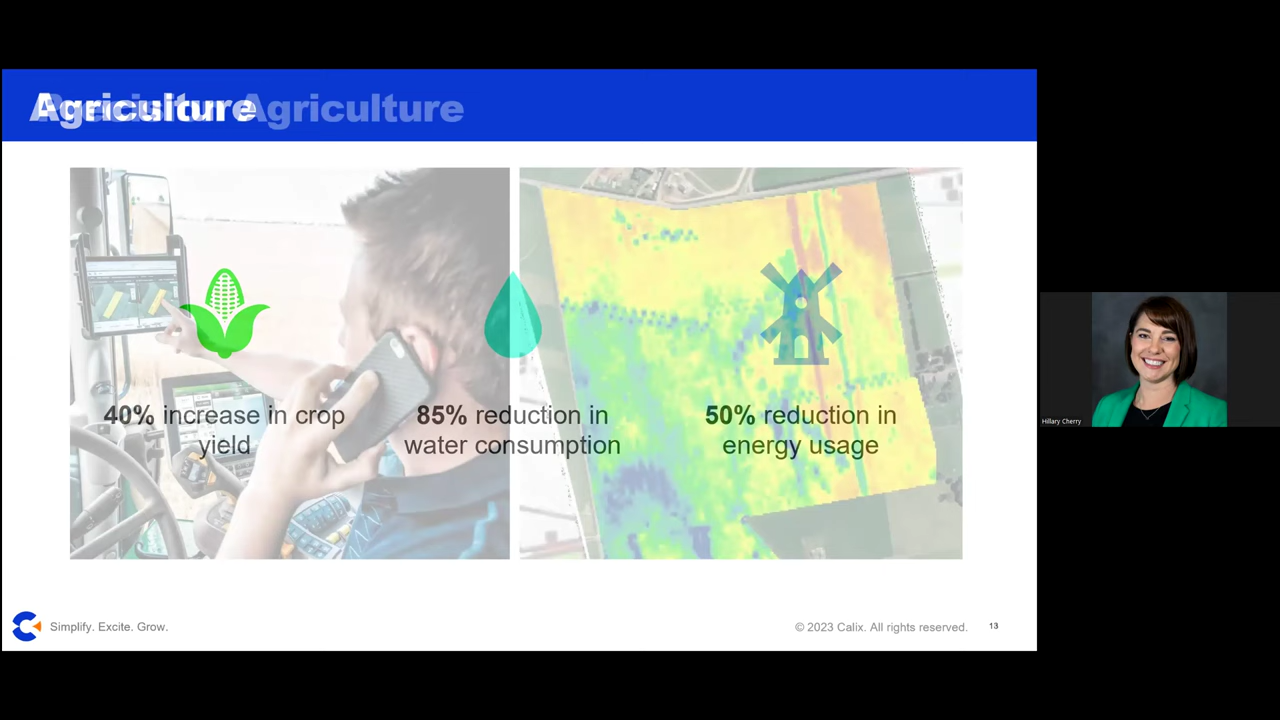 Agriculture
Agriculture
40% increase in crop
yield
85% reduction in
water consumption
50% reduction in
energy usage
Hillary Cherry
Simplify. Excite. Grow.
© 2023 Calix. All rights reserved.
13